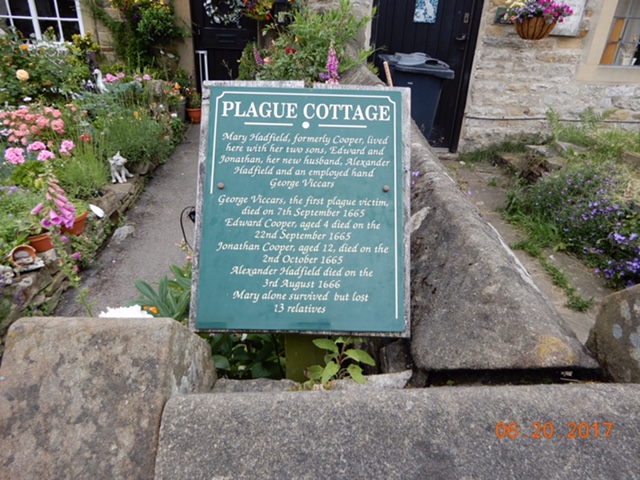 PLAGUE COTTAGE
Mary Hadfield, formerly Cooper, lived
here with her two sons, Edward and
Jonathan, her new husband, Alexander
Hadfield and an employed hand
George Viccars
George Viccars, the first plague victim,
died on 7th September 1665
Edward Cooper, aged 4 died on the
22nd September 1665
Jonathan Cooper, aged 12, died on the
2nd October 1665
Alexander Hadfield died on the
3rd August 1666
Mary alone survived but lost
13 relatives
06.20.2017